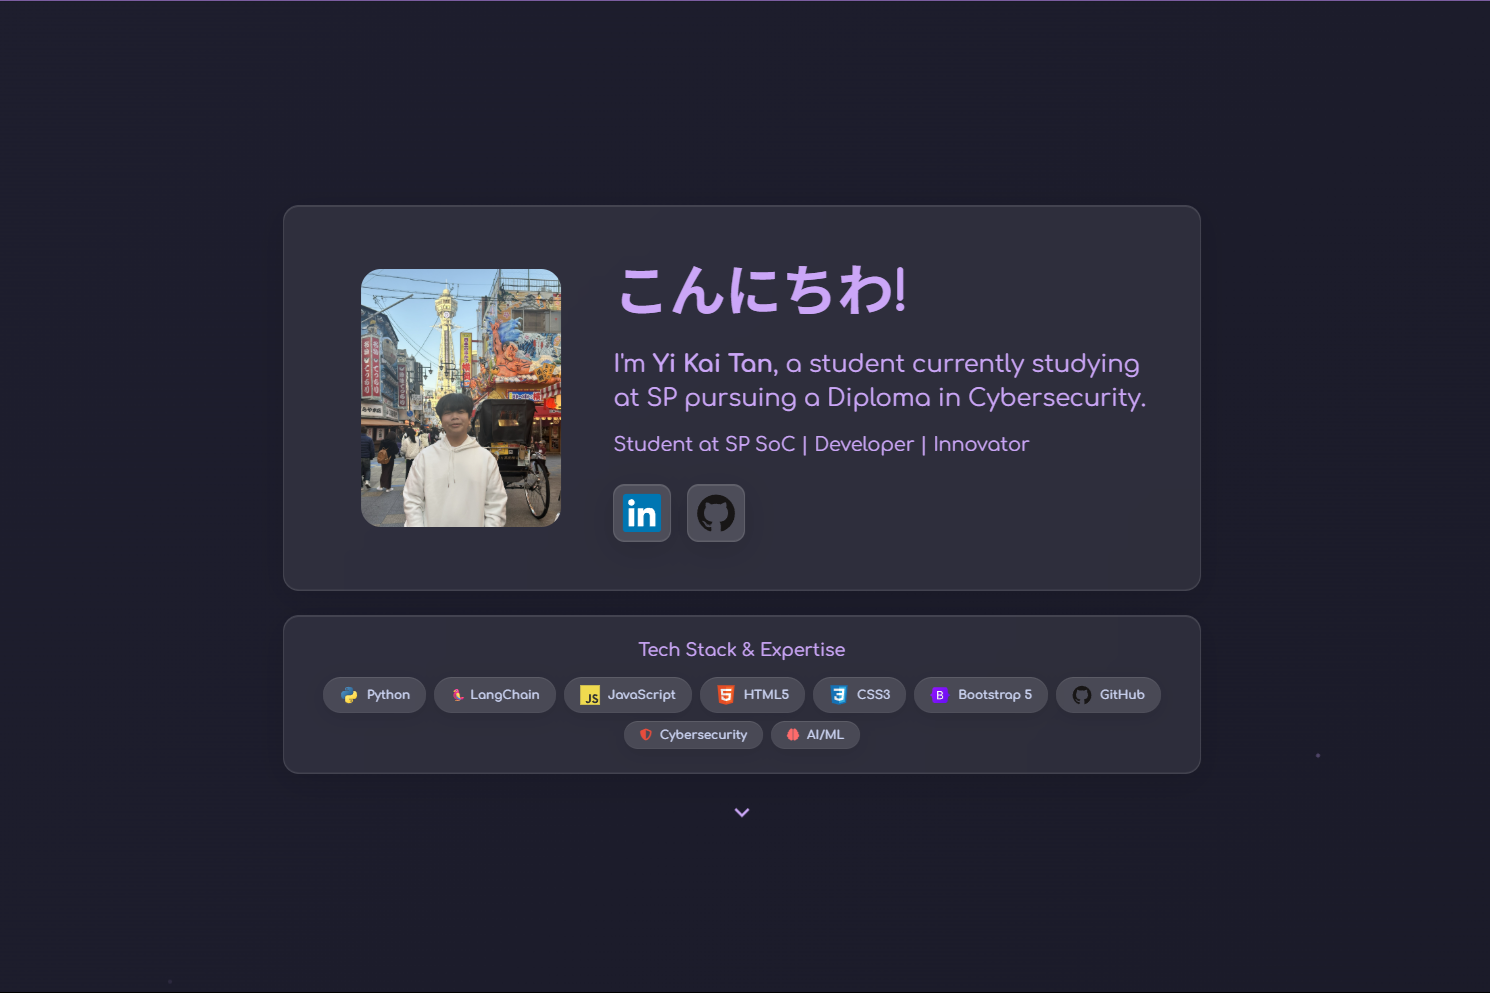 こんにちわ!
I'm Yi Kai Tan, a student currently studying
at SP pursuing a Diploma in Cybersecurity.
Student at SP SoC | Developer | Innovator
in
Tech Stack & Expertise
Python
LangChain
JS JavaScript
5 HTML5
3 CSS3
B Bootstrap 5
GitHub
Cybersecurity
AI/ML